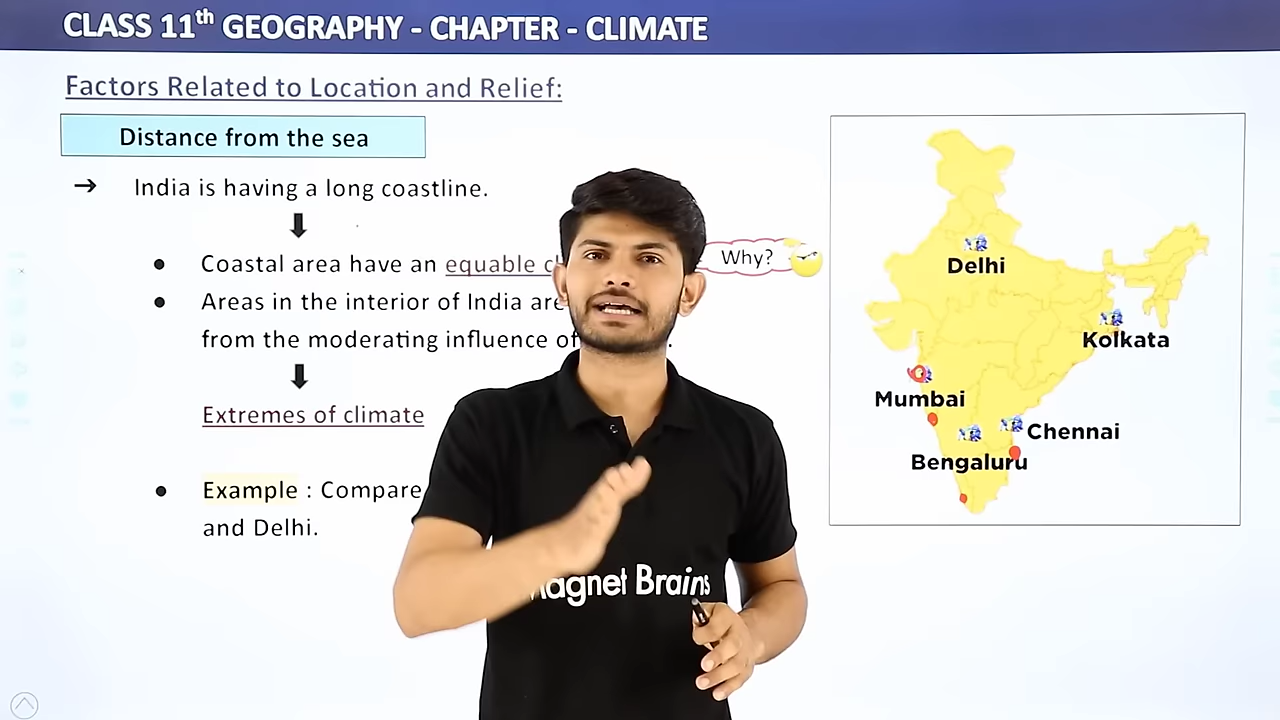 CLASS 11th GEOGRAPHY - CHAPTER - CLIMATE
Factors Related to Location and Relief:
Distance from the sea
→ India is having a long coastline.
• Coastal area have an equable
Why?
• Areas in the interior of India are
from the moderating influence of
Extremes of climate
• Example : Compare
and Delhi.
Delhi
Kolkata
Mumbai
Chennai
Bengaluru
Magnet Brains